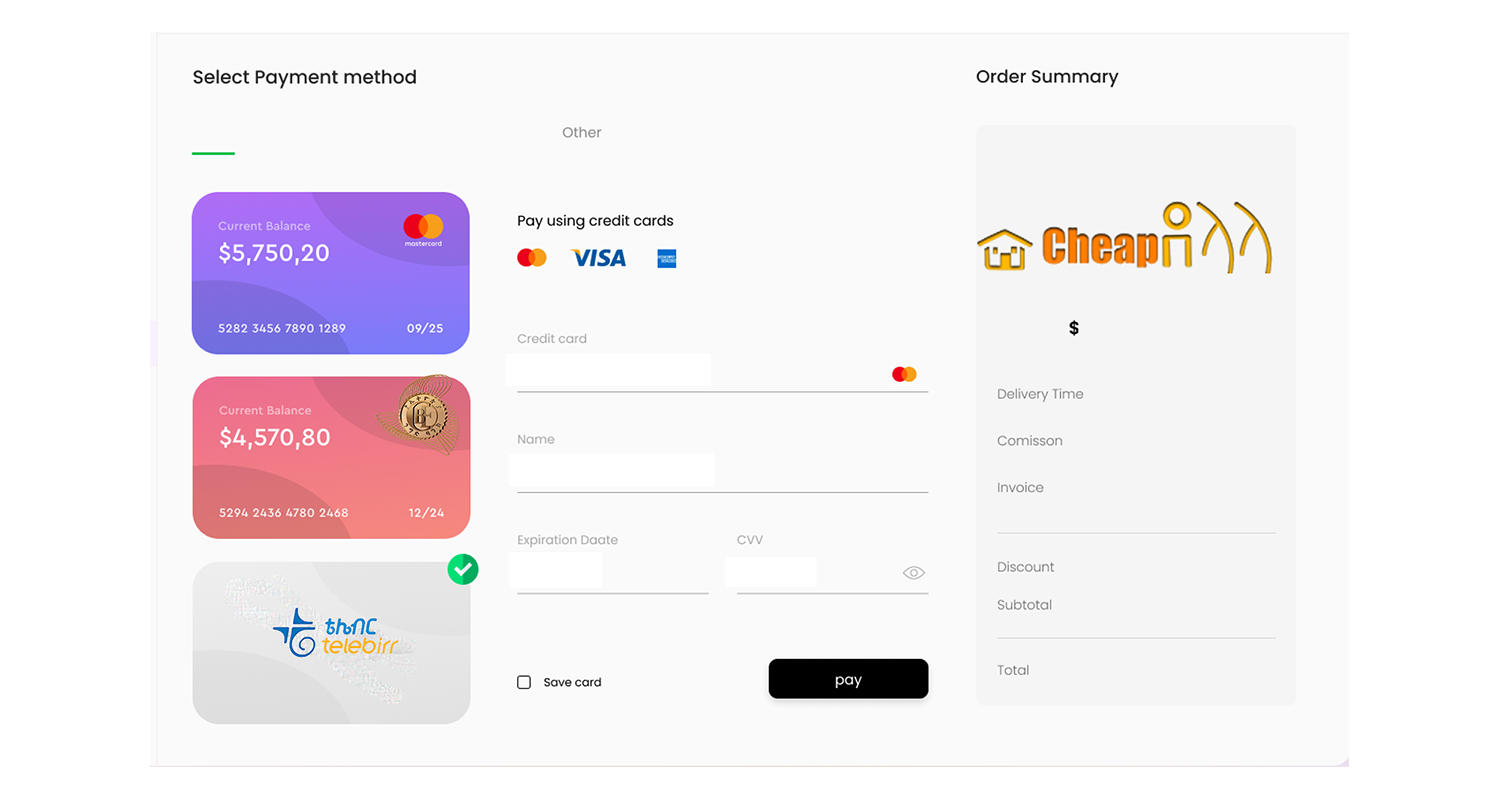 Select Payment method
Order Summary
Other
Current Balance
$5,750,20
mastercard
5282 3456 7890 1289
09/25
Current Balance
$4,570,80
5294 2436 4780 2468
12/24
ቴሌብር
telebirr
Pay using credit cards
VISA
Credit card
Name
Expiration Daate
CVV
Save card
pay
Cheap
$
Delivery Time
Comisson
Invoice
Discount
Subtotal
Total